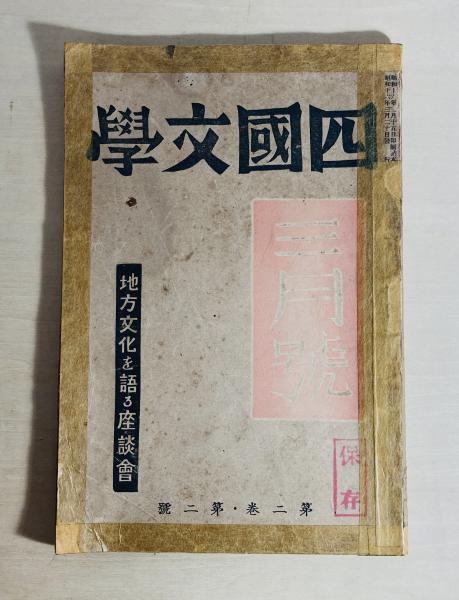 四國文學
三月號
地方文化を語る座談會
保存
第二卷・第二號